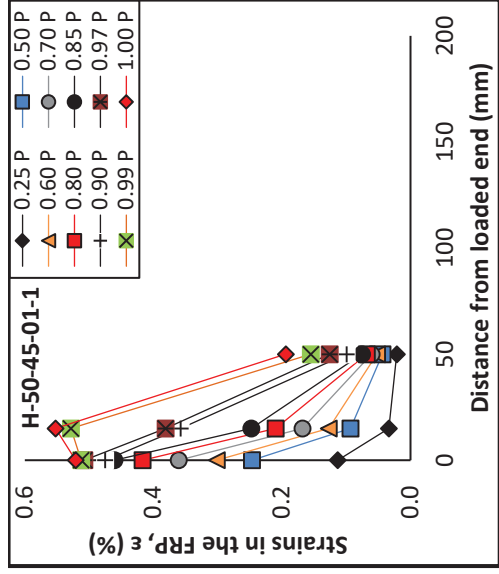 H-50-45-01-1
0.25 P 0.50 P
0.60 P 0.70 P
0.80 P 0.85 P
0.90 P 0.97 P
0.99 P 1.00 P
Strains in the FRP, ε (%)
0.6
0.4
0.2
0.0
0 50 100 150 200
Distance from loaded end (mm)